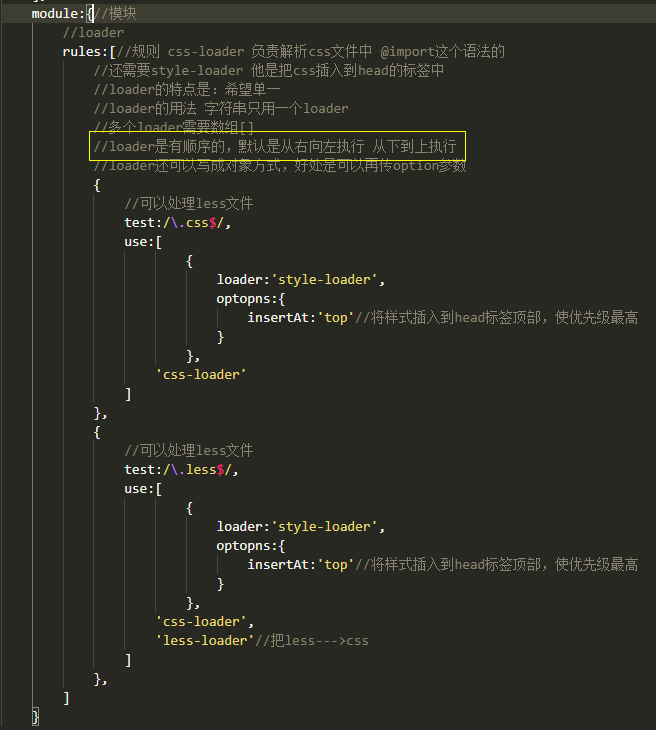 module:{//模块
//loader
rules:[//规则 css-loader 负责解析css文件中 @import这个语法的
//还需要style-loader 他是把css插入到head的标签中
//loader的特点是：希望单一
//loader的用法 字符串只用一个loader
//多个loader需要数组[]
//loader是有顺序的，默认是从右向左执行 从下到上执行
//loader还可以写成对象方式，好处是可以再传option参数
{
//可以处理less文件
test:/\.css$/,
use:[
{
loader:'style-loader',
optopns:{
insertAt:'top'//将样式插入到head标签顶部，使优先级最高
}
},
'css-loader'
]
},
{
//可以处理less文件
test:/\.less$/,
use:[
{
loader:'style-loader',
optopns:{
insertAt:'top'//将样式插入到head标签顶部，使优先级最高
}
},
'css-loader',
'less-loader'//把less--->css
]
},
]
}